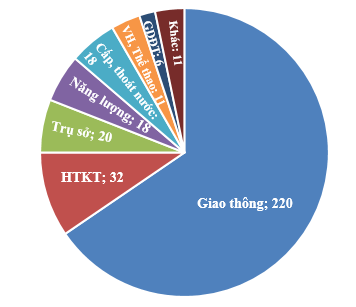 Giao thông; 220
HTKT; 32
Trụ sở; 20
Năng lượng; 18
Cấp, thoát nước;
18
VH. Thể thao; 11
GDĐT; 6
Khác; 11